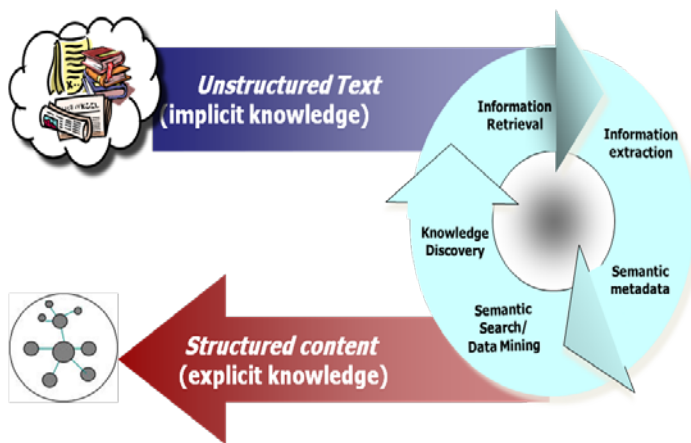 Unstructured Text
(implicit knowledge)
Information
Retrieval
Information
extraction
Semantic
metadata
Semantic
Search/
Data Mining
Knowledge
Discovery
Structured content
(explicit knowledge)